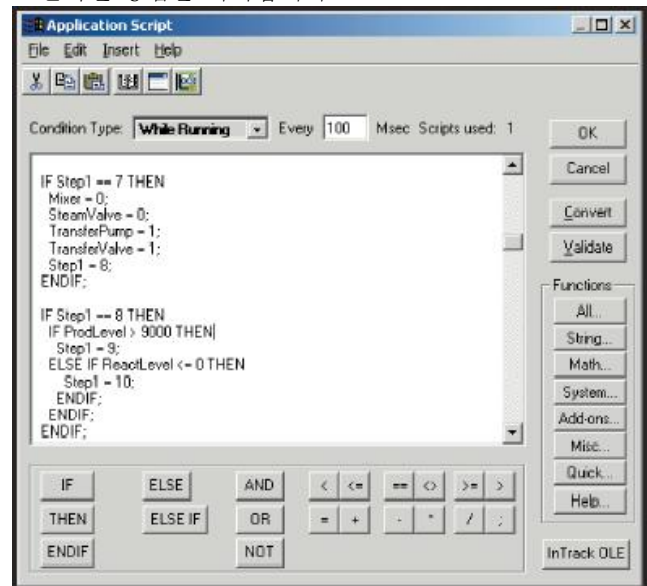 Application Script
File Edit Insert Help
Condition Type: While Running Every 100 Msec Scripts used: 1
OK
Cancel
Convert
Validate
IF Step1 == 7 THEN
Mixer = 0;
SteamValve = 0;
TransferPump = 1;
TransferValve = 1;
Step1 = 8;
ENDIF;
IF Step1 == 8 THEN
IF ProdLevel > 9000 THEN
Step1 = 9;
ELSE IF ReactLevel <= 0 THEN
Step1 = 10;
ENDIF;
ENDIF;
ENDIF;
Functions
All...
String...
Math...
System...
Add-ons...
Misc...
Quick...
Help...
IF ELSE AND < <= == <> >= >
THEN ELSE IF OR = + - * / ;
ENDIF NOT
InTrack OLE